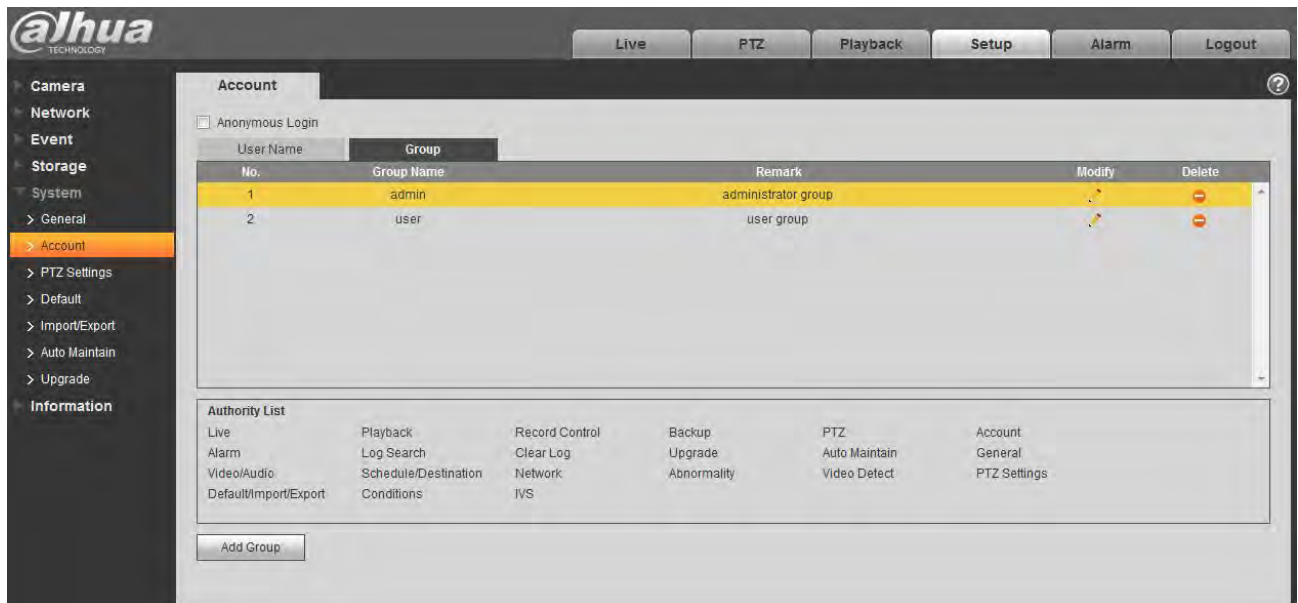 alhua
TECHNOLOGY
Live PTZ Playback Setup Alarm Logout
Camera
Network
Event
Storage
System
> General
> Account
> PTZ Settings
> Default
> Import/Export
> Auto Maintain
> Upgrade
Information
Account
?
Anonymous Login
User Name Group
No. Group Name Remark Modify Delete
1 admin administrator group
2 user user group
Authority List
Live Playback Record Control Backup PTZ Account
Alarm Log Search Clear Log Upgrade Auto Maintain General
Video/Audio Schedule/Destination Network Abnormality Video Detect PTZ Settings
Default/Import/Export Conditions IVS
Add Group